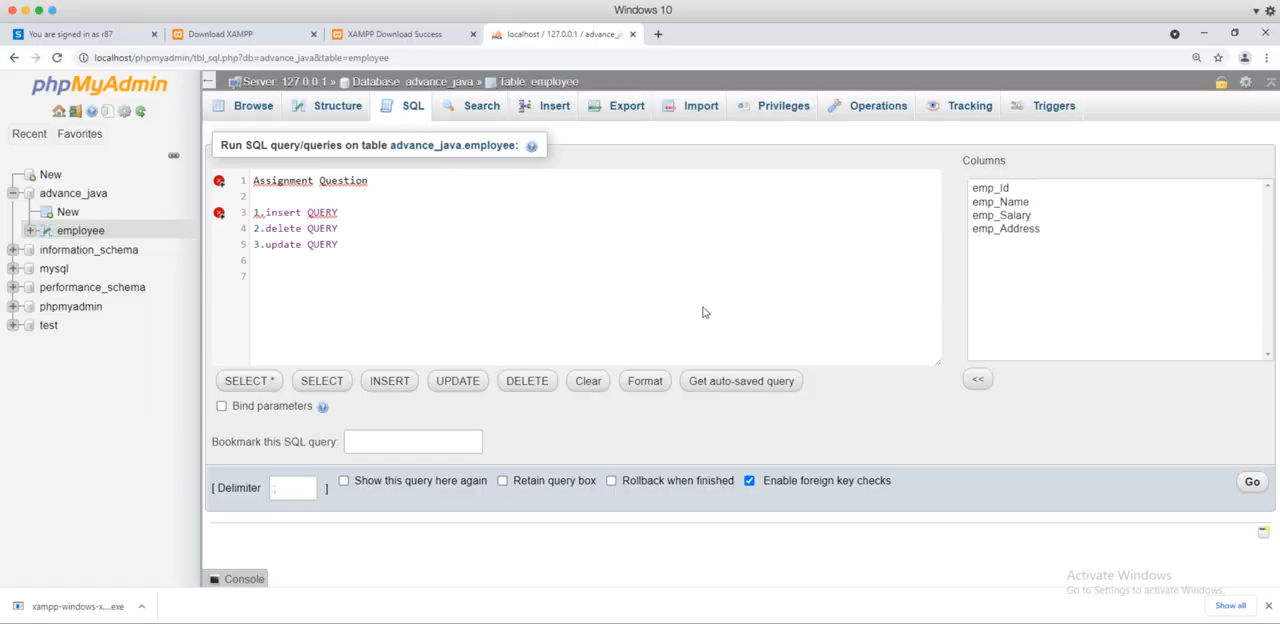 Windows 10
You are signed in as r87
Download XAMPP
XAMPP Download Success
localhost / 127.0.0.1 / advance_ja
localhost/phpmyadmin/tbl_sql.php?db=advance_java&table=employee
phpMyAdmin
Recent Favorites
New
advance_java
New
employee
information_schema
mysql
performance_schema
phpmyadmin
test
Server: 127.0.0.1 » Database: advance_java » Table: employee
Browse Structure SQL Search Insert Export Import Privileges Operations Tracking Triggers
Run SQL query/queries on table advance_java.employee:
1 Assignment Question
2
3 1.insert QUERY
4 2.delete QUERY
5 3.update QUERY
6
7
Columns
emp_Id
emp_Name
emp_Salary
emp_Address
SELECT * SELECT INSERT UPDATE DELETE Clear Format Get auto-saved query
<<
Bind parameters
Bookmark this SQL query:
[ Delimiter ; ] Show this query here again Retain query box Rollback when finished Enable foreign key checks
Go
Console
Activate Windows
Go to Settings to activate Windows.
xampp-windows-x....exe
Show all